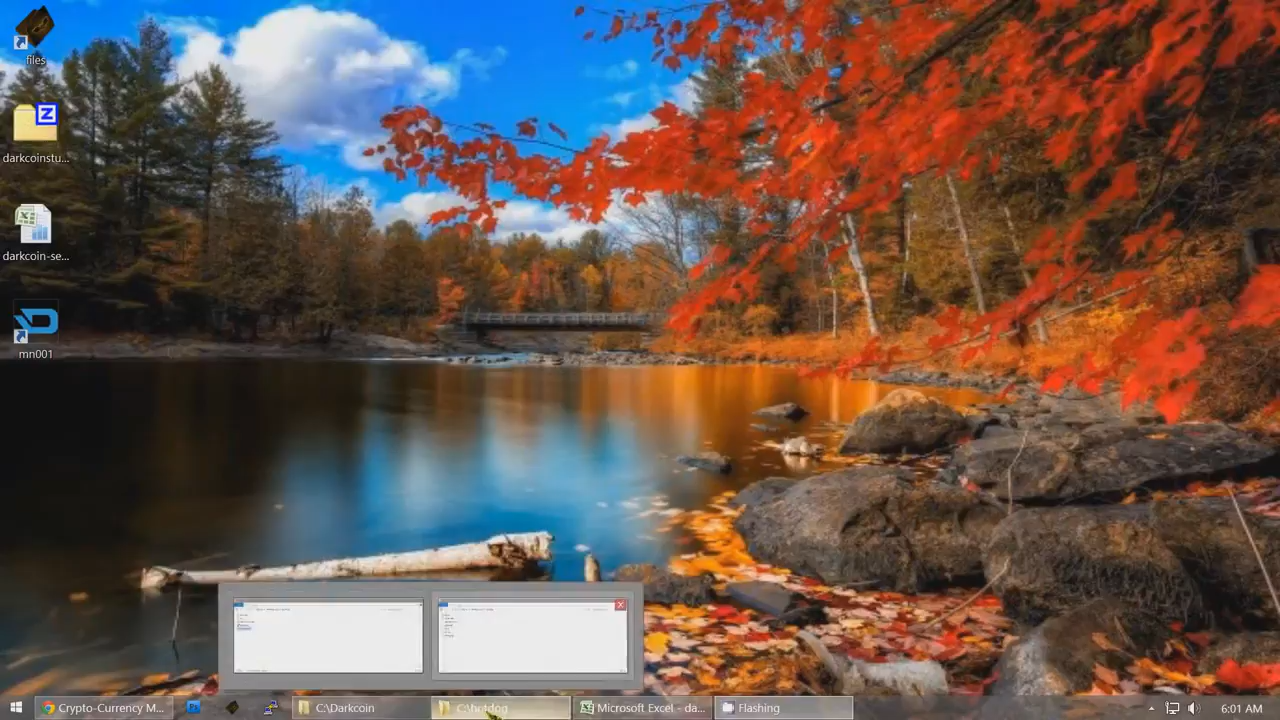 files
darkcoinstu...
darkcoin-se...
mn001
Crypto-Currency M...
C:\Darkcoin
C:\hotdog
Microsoft Excel - da...
Flashing
6:01 AM